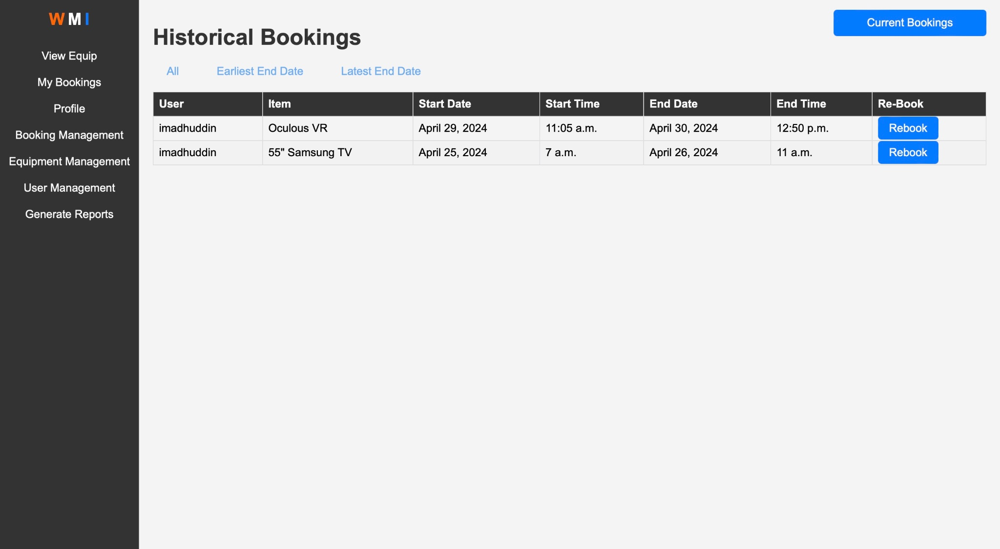 W M I
View Equip
My Bookings
Profile
Booking Management
Equipment Management
User Management
Generate Reports
Current Bookings
Historical Bookings
All Earliest End Date Latest End Date
User Item Start Date Start Time End Date End Time Re-Book
imadhuddin Oculous VR April 29, 2024 11:05 a.m. April 30, 2024 12:50 p.m. Rebook
imadhuddin 55" Samsung TV April 25, 2024 7 a.m. April 26, 2024 11 a.m. Rebook